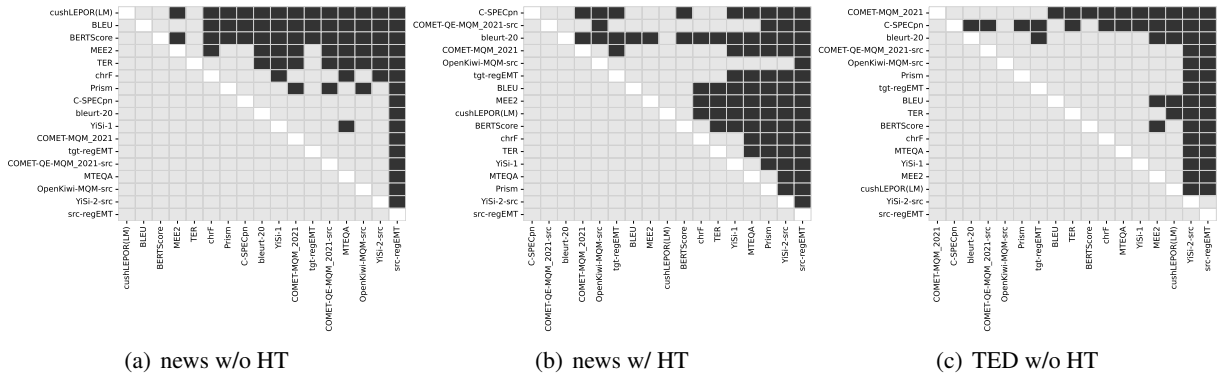 cushLEPOR(LM)
BLEU
BERTScore
MEE2
TER
chrF
Prism
C-SPECpn
bleurt-20
YiSi-1
COMET-MQM_2021
tgt-regEMT
COMET-QE-MQM_2021-src
MTEQA
OpenKiwi-MQM-src
YiSi-2-src
src-regEMT
cushLEPOR(LM)
BLEU
BERTScore
MEE2
TER
chrF
Prism
C-SPECpn
bleurt-20
YiSi-1
COMET-MQM_2021
tgt-regEMT
COMET-QE-MQM_2021-src
MTEQA
OpenKiwi-MQM-src
YiSi-2-src
src-regEMT
(a) news w/o HT
C-SPECpn
COMET-QE-MQM_2021-src
bleurt-20
COMET-MQM_2021
OpenKiwi-MQM-src
tgt-regEMT
BLEU
MEE2
cushLEPOR(LM)
BERTScore
chrF
TER
YiSi-1
MTEQA
Prism
YiSi-2-src
src-regEMT
C-SPECpn
COMET-QE-MQM_2021-src
bleurt-20
COMET-MQM_2021
OpenKiwi-MQM-src
tgt-regEMT
BLEU
MEE2
cushLEPOR(LM)
BERTScore
chrF
TER
YiSi-1
MTEQA
Prism
YiSi-2-src
src-regEMT
(b) news w/ HT
COMET-MQM_2021
C-SPECpn
bleurt-20
COMET-QE-MQM_2021-src
OpenKiwi-MQM-src
Prism
tgt-regEMT
BLEU
TER
BERTScore
chrF
MTEQA
YiSi-1
MEE2
cushLEPOR(LM)
YiSi-2-src
src-regEMT
COMET-MQM_2021
C-SPECpn
bleurt-20
COMET-QE-MQM_2021-src
OpenKiwi-MQM-src
Prism
tgt-regEMT
BLEU
TER
BERTScore
chrF
MTEQA
YiSi-1
MEE2
cushLEPOR(LM)
YiSi-2-src
src-regEMT
(c) TED w/o HT